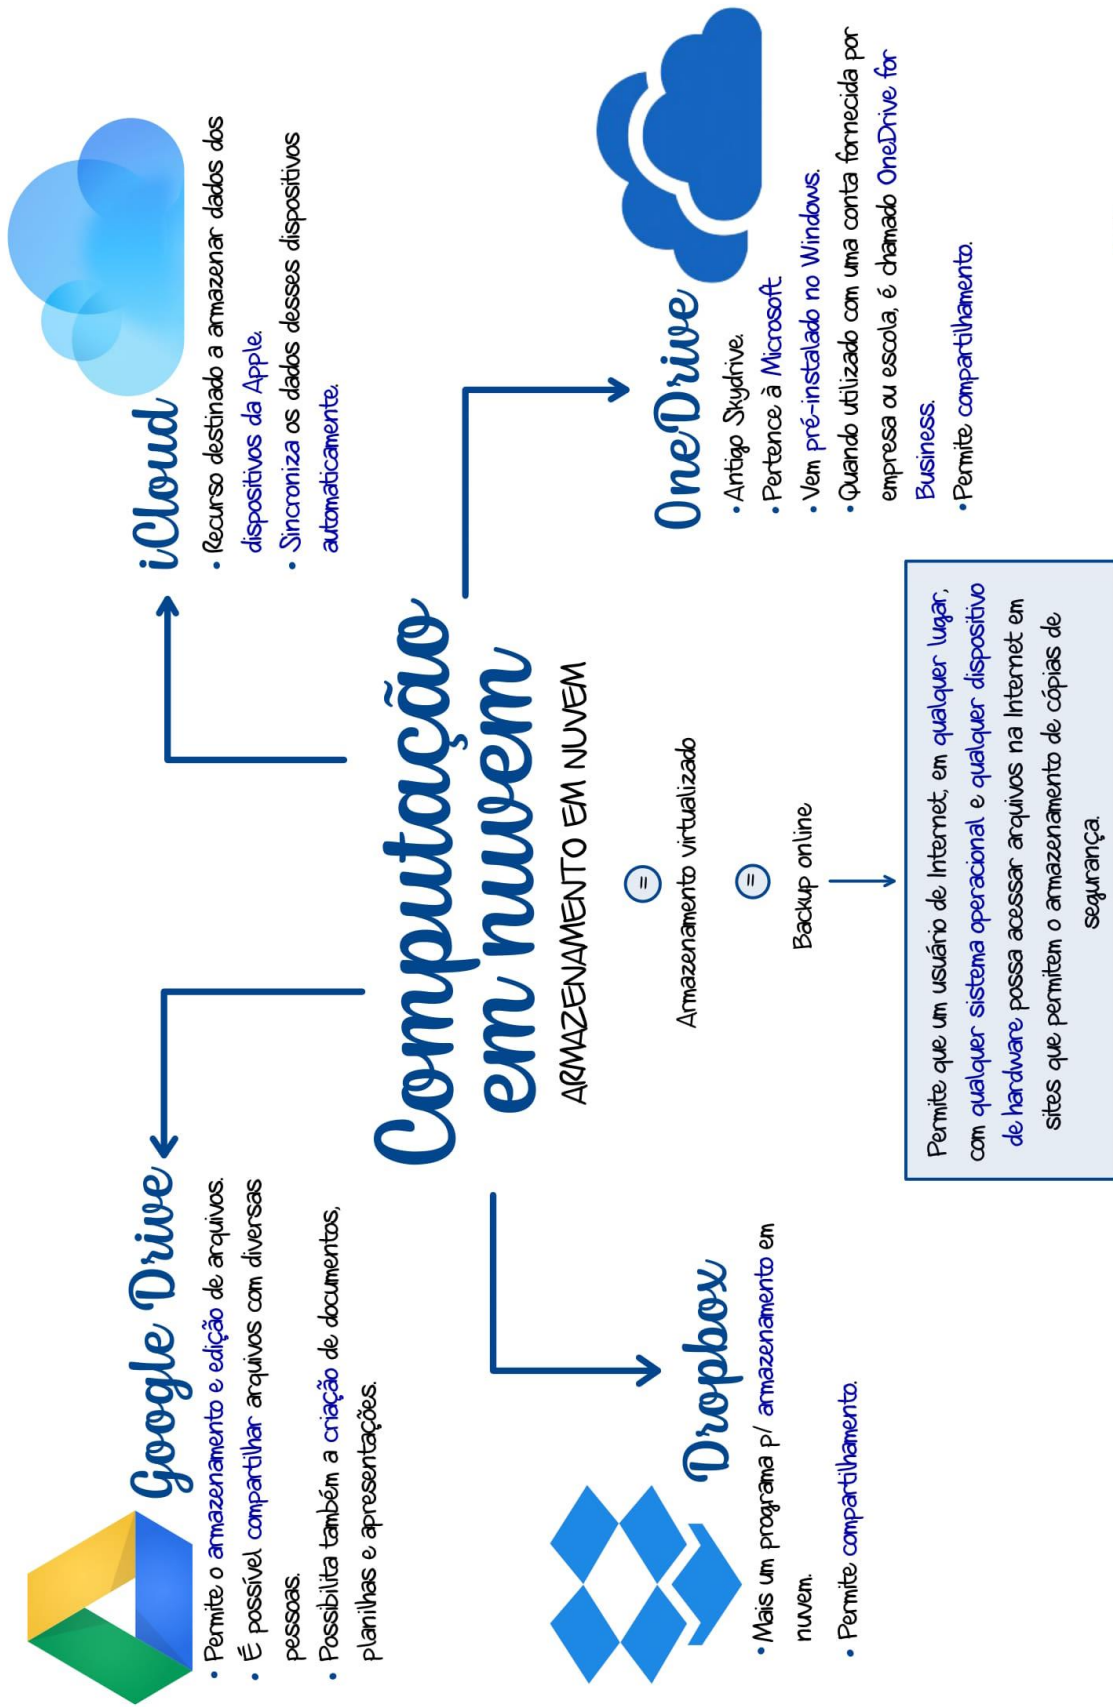 Computação
em nuvem
ARMAZENAMENTO EM NUVEM
=
Armazenamento virtualizado
=
Backup online
Permite que um usuário de Internet, em qualquer lugar,
com qualquer sistema operacional e qualquer dispositivo
de hardware possa acessar arquivos na Internet em
sites que permitem o armazenamento de cópias de
segurança.
Google Drive
• Permite o armazenamento e edição de arquivos.
• É possível compartilhar arquivos com diversas
pessoas.
• Possibilita também a criação de documentos,
planilhas e apresentações.
iCloud
• Recurso destinado a armazenar dados dos
dispositivos da Apple.
• Sincroniza os dados desses dispositivos
automaticamente.
Dropbox
• Mais um programa p/ armazenamento em
nuvem.
• Permite compartilhamento.
OneDrive
• Antigo Skydrive.
• Pertence à Microsoft
• Vem pré-instalado no Windows.
• Quando utilizado com uma conta fornecida por
empresa ou escola, é chamado OneDrive for
Business.
• Permite compartilhamento.